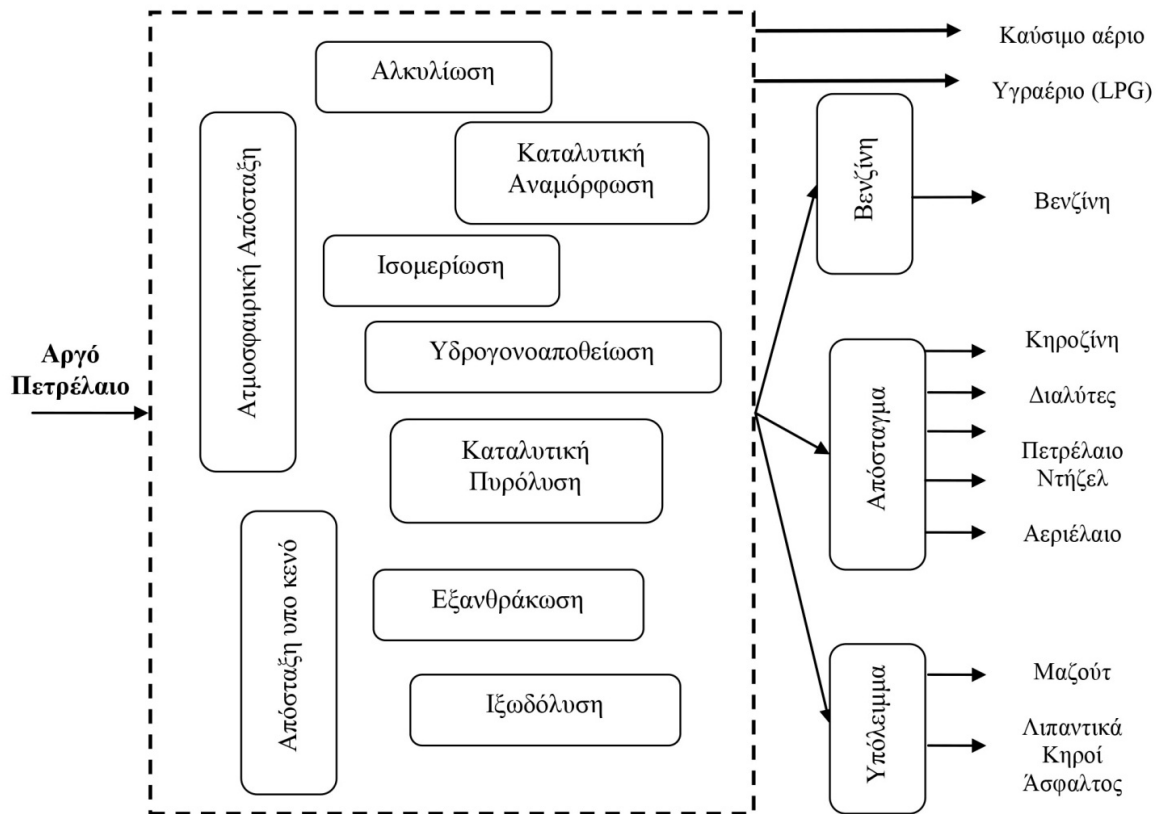 Αργό
Πετρέλαιο
Ατμοσφαιρική Απόσταξη
Απόσταξη υπο κενό
Αλκυλίωση
Καταλυτική
Αναμόρφωση
Ισομερίωση
Υδρογονοαποθείωση
Καταλυτική
Πυρόλυση
Εξανθράκωση
Ιξωδόλυση
Βενζίνη
Απόσταγμα
Υπόλειμμα
Καύσιμο αέριο
Υγραέριο (LPG)
Βενζίνη
Κηροζίνη
Διαλύτες
Πετρέλαιο
Ντήζελ
Αεριέλαιο
Μαζούτ
Λιπαντικά
Κηροί
Άσφαλτος